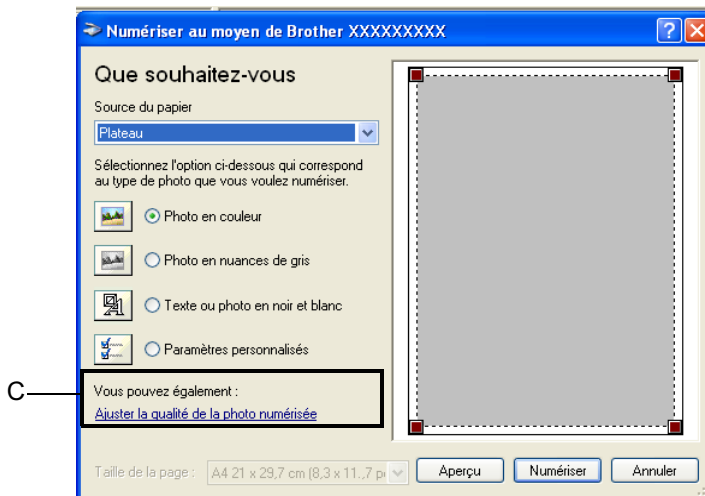 Numériser au moyen de Brother XXXXXXXXX
Que souhaitez-vous
Source du papier
Plateau
Sélectionnez l'option ci-dessous qui correspond
au type de photo que vous voulez numériser.
Photo en couleur
Photo en nuances de gris
Texte ou photo en noir et blanc
Paramètres personnalisés
C
Vous pouvez également :
Ajuster la qualité de la photo numérisée
Taille de la page : A4 21 x 29,7 cm (8,3 x 11.,7 p
Aperçu Numériser Annuler